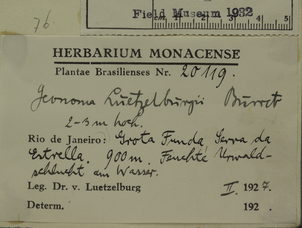 Field Museum 1932
76.
HERBARIUM MONACENSE
Plantae Brasilienses Nr. 20119.
Geonoma Luetzelburgii Burret
2-3 m hoch.
Rio de Janeiro: Grota Funda, Serra da
Estrella. 900 m. Feuchte Urwald-
schlucht am Wasser.
Leg. Dr. v. Luetzelburg II. 1927.
Determ. 192 .